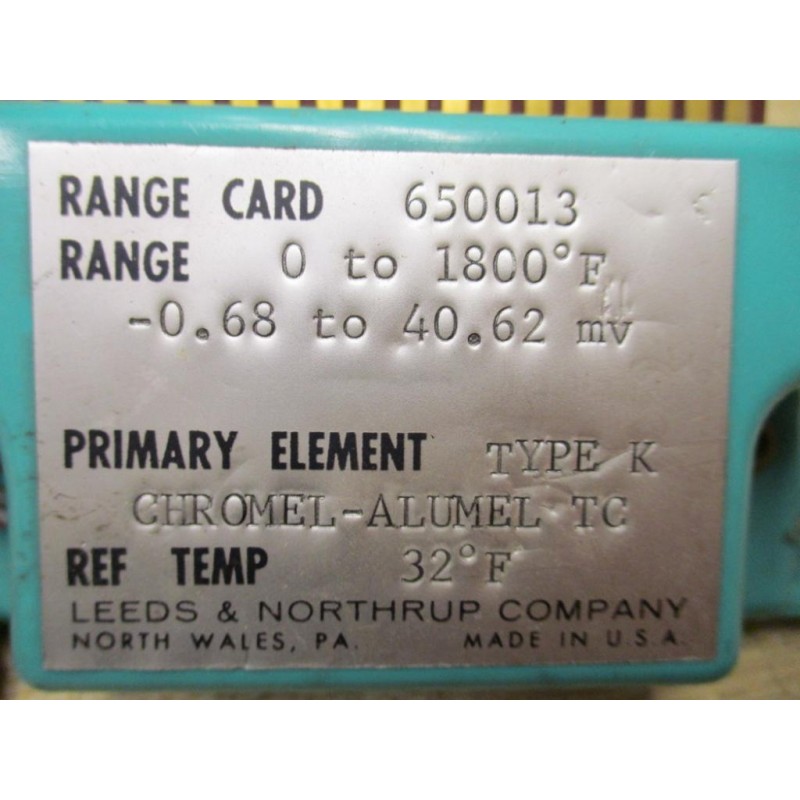 RANGE CARD 650013
RANGE 0 to 1800°F
-0.68 to 40.62 mv
PRIMARY ELEMENT TYPE K
CHROMEL-ALUMEL TC
REF TEMP 32°F
LEEDS & NORTHRUP COMPANY
NORTH WALES, PA. MADE IN U.S.A.